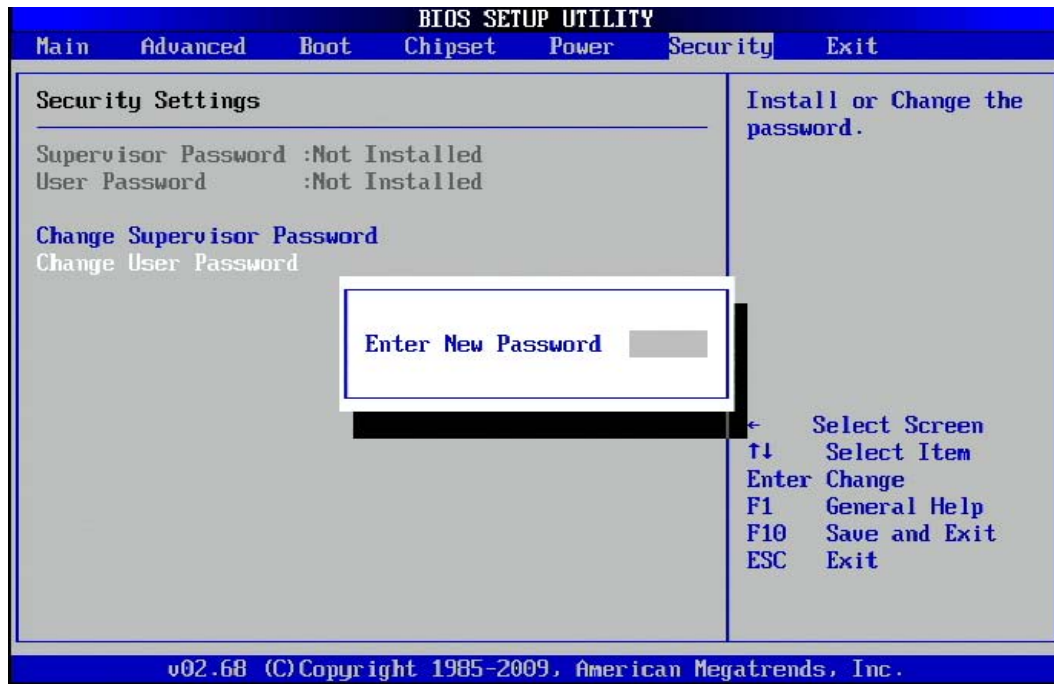 BIOS SETUP UTILITY
Main Advanced Boot Chipset Power Security Exit
Security Settings
Supervisor Password :Not Installed
User Password :Not Installed
Change Supervisor Password
Change User Password
Enter New Password
Install or Change the
password.
← Select Screen
↑↓ Select Item
Enter Change
F1 General Help
F10 Save and Exit
ESC Exit
v02.68 (C)Copyright 1985-2009, American Megatrends, Inc.